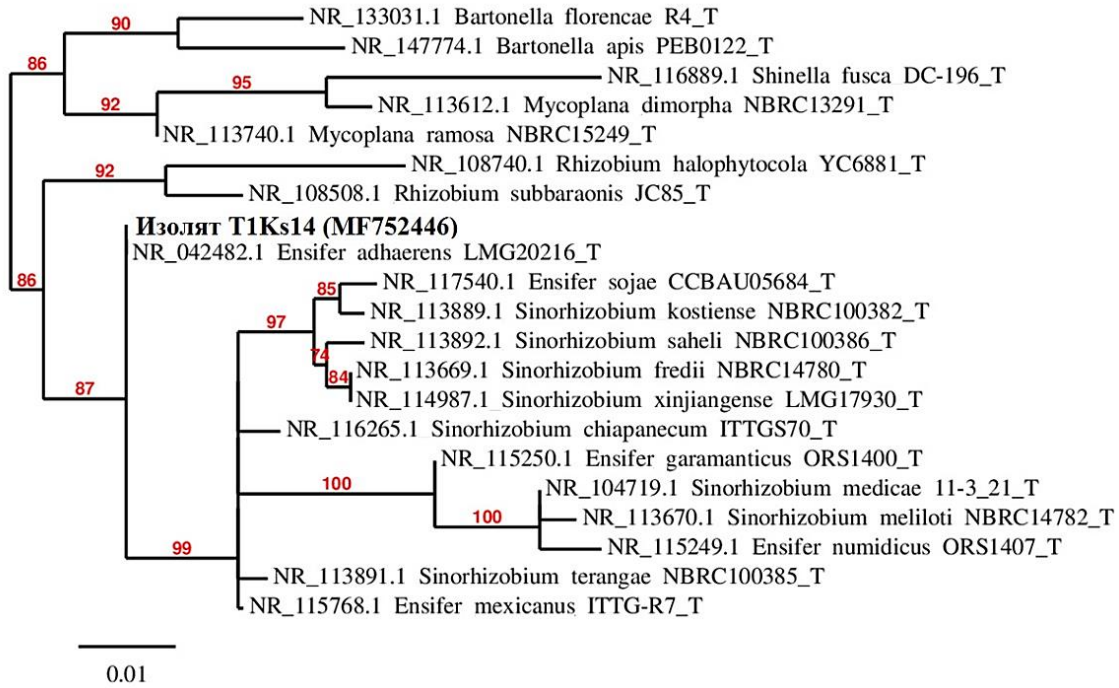 90
NR_133031.1 Bartonella florencae R4_T
NR_147774.1 Bartonella apis PEB0122_T
86
95
NR_116889.1 Shinella fusca DC-196_T
92
NR_113612.1 Mycoplana dimorpha NBRC13291_T
NR_113740.1 Mycoplana ramosa NBRC15249_T
92
NR_108740.1 Rhizobium halophytocola YC6881_T
NR_108508.1 Rhizobium subbaraonis JC85_T
Изолят T1Ks14 (MF752446)
NR_042482.1 Ensifer adhaerens LMG20216_T
86
85
NR_117540.1 Ensifer sojae CCBAU05684_T
NR_113889.1 Sinorhizobium kostiense NBRC100382_T
97
74
NR_113892.1 Sinorhizobium saheli NBRC100386_T
84
NR_113669.1 Sinorhizobium fredii NBRC14780_T
NR_114987.1 Sinorhizobium xinjiangense LMG17930_T
87
NR_116265.1 Sinorhizobium chiapanecum ITTGS70_T
NR_115250.1 Ensifer garamanticus ORS1400_T
100
NR_104719.1 Sinorhizobium medicae 11-3_21_T
100
NR_113670.1 Sinorhizobium meliloti NBRC14782_T
NR_115249.1 Ensifer numidicus ORS1407_T
99
NR_113891.1 Sinorhizobium terangae NBRC100385_T
NR_115768.1 Ensifer mexicanus ITTG-R7_T
0.01